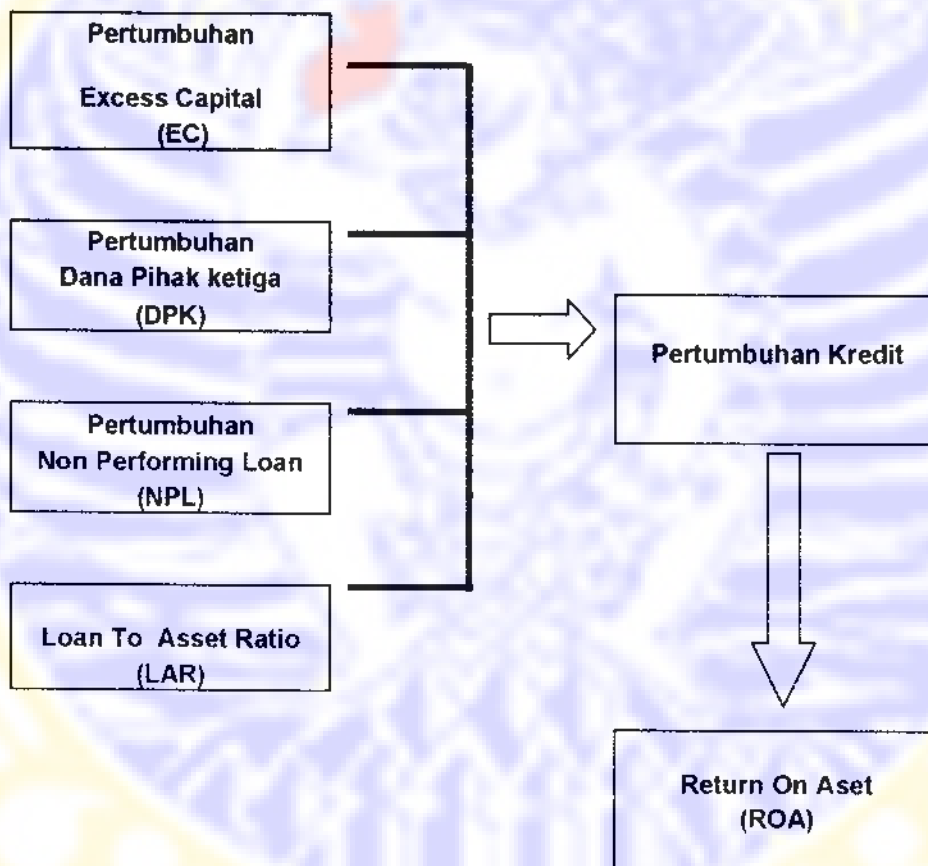 Pertumbuhan
Excess Capital
(EC)
Pertumbuhan
Dana Pihak ketiga
(DPK)
Pertumbuhan
Non Performing Loan
(NPL)
Loan To Asset Ratio
(LAR)
Pertumbuhan Kredit
Return On Aset
(ROA)